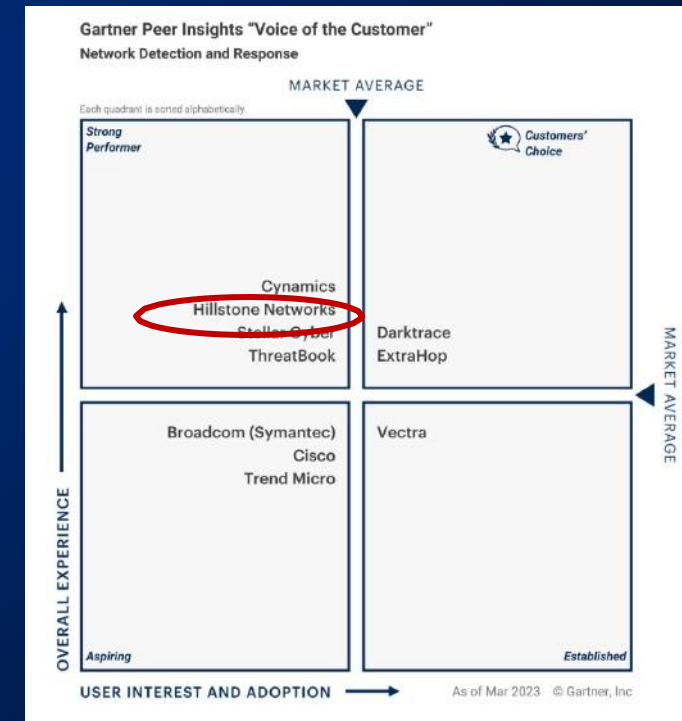 Gartner Peer Insights “Voice of the Customer”
Network Detection and Response
MARKET AVERAGE
Each quadrant is sorted alphabetically.
Strong
Performer
Customers'
Choice
Cynamics
Hillstone Networks
Stellar Cyber
ThreatBook
Darktrace
ExtraHop
MARKET AVERAGE
Broadcom (Symantec)
Cisco
Trend Micro
Vectra
OVERALL EXPERIENCE
Aspiring
Established
USER INTEREST AND ADOPTION
As of Mar 2023 © Gartner, Inc